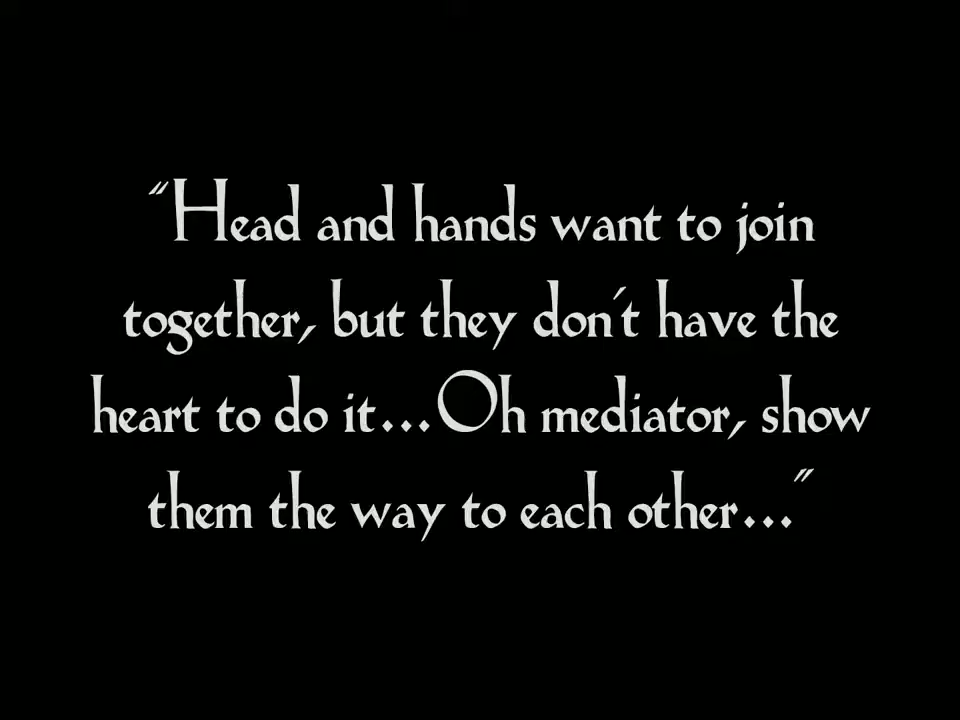 "Head and hands want to join
together, but they don't have the
heart to do it...Oh mediator, show
them the way to each other..."